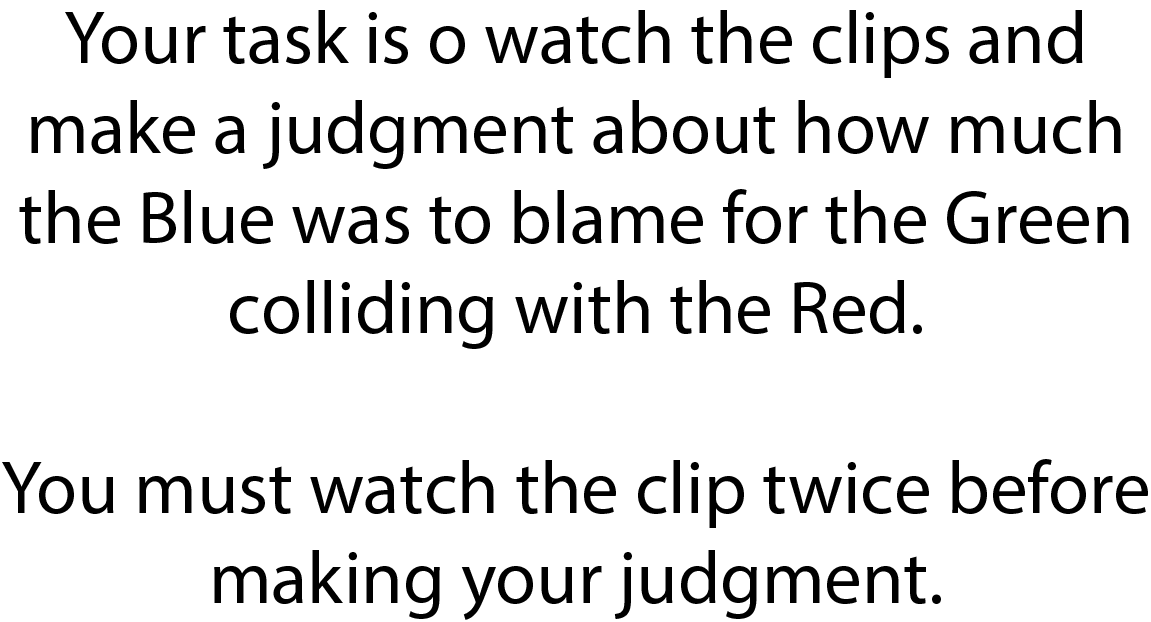 Your task is o watch the clips and
make a judgment about how much
the Blue was to blame for the Green
colliding with the Red.
You must watch the clip twice before
making your judgment.